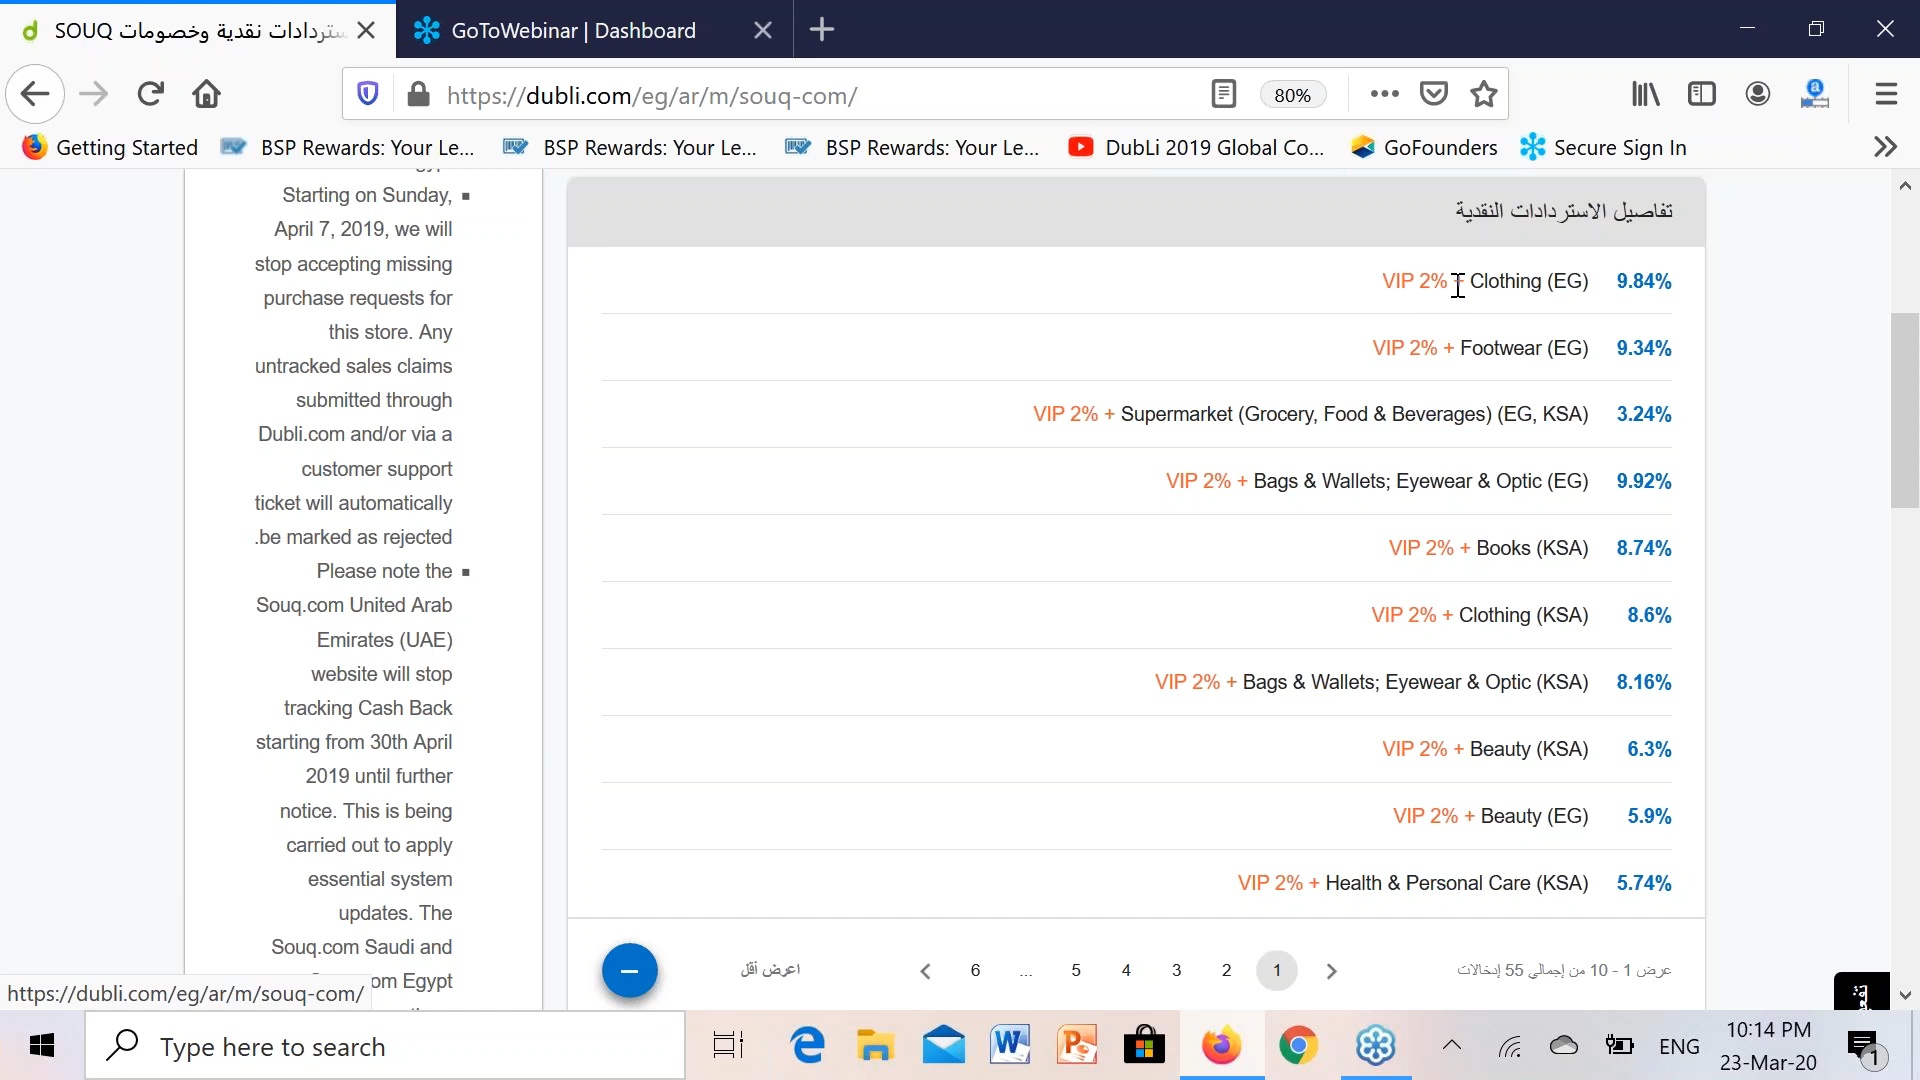 SOUQ استردادات نقدية وخصومات
GoToWebinar | Dashboard
https://dubli.com/eg/ar/m/souq-com/
80%
Getting Started
BSP Rewards: Your Le...
BSP Rewards: Your Le...
BSP Rewards: Your Le...
DubLi 2019 Global Co...
GoFounders
Secure Sign In
Starting on Sunday,
April 7, 2019, we will
stop accepting missing
purchase requests for
this store. Any
untracked sales claims
submitted through
Dubli.com and/or via a
customer support
ticket will automatically
.be marked as rejected
Please note the
Souq.com United Arab
Emirates (UAE)
website will stop
tracking Cash Back
starting from 30th April
2019 until further
notice. This is being
carried out to apply
essential system
updates. The
Souq.com Saudi and
om Egypt
تفاصيل الاستردادات النقدية
VIP 2% + Clothing (EG) 9.84%
VIP 2% + Footwear (EG) 9.34%
VIP 2% + Supermarket (Grocery, Food & Beverages) (EG, KSA) 3.24%
VIP 2% + Bags & Wallets; Eyewear & Optic (EG) 9.92%
VIP 2% + Books (KSA) 8.74%
VIP 2% + Clothing (KSA) 8.6%
VIP 2% + Bags & Wallets; Eyewear & Optic (KSA) 8.16%
VIP 2% + Beauty (KSA) 6.3%
VIP 2% + Beauty (EG) 5.9%
VIP 2% + Health & Personal Care (KSA) 5.74%
اعرض أقل
6 ... 5 4 3 2 1
عرض 1 - 10 من إجمالي 55 إدخالات
https://dubli.com/eg/ar/m/souq-com/
Type here to search
ENG
10:14 PM
23-Mar-20
1